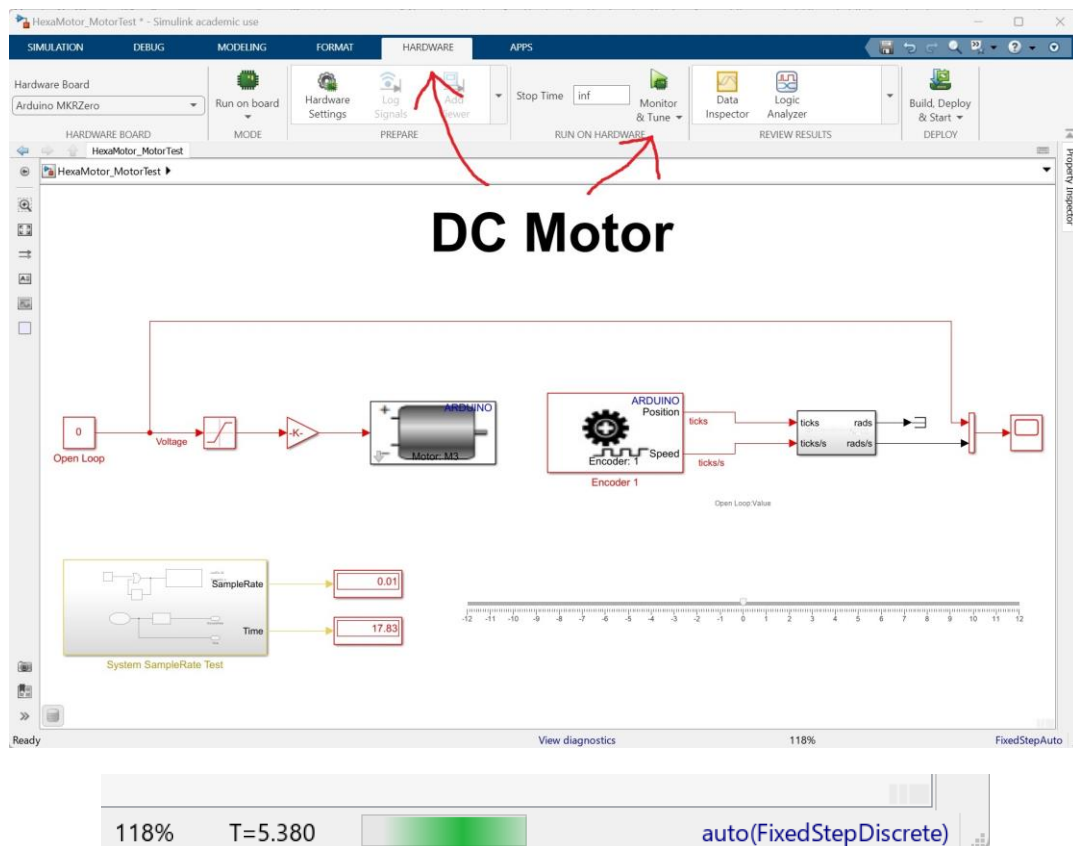 HexaMotor_MotorTest * - Simulink academic use
SIMULATION DEBUG MODELING FORMAT HARDWARE APPS
Hardware Board
Arduino MKRZero
Run on board
Hardware Settings
Log Signals
Add Viewer
Stop Time inf
Monitor & Tune
Data Inspector
Logic Analyzer
Build, Deploy & Start
HARDWARE BOARD MODE PREPARE RUN ON HARDWARE REVIEW RESULTS DEPLOY
HexaMotor_MotorTest
HexaMotor_MotorTest
Property Inspector
DC Motor
0
Open Loop
Voltage
-K-
ARDUINO
Motor: M3
ARDUINO
Position
Speed
Encoder: 1
Encoder 1
ticks
ticks/s
ticks rads
ticks/s rads/s
Open Loop:Value
SampleRate
Time
System SampleRate Test
0.01
17.83
-12 -11 -10 -9 -8 -7 -6 -5 -4 -3 -2 -1 0 1 2 3 4 5 6 7 8 9 10 11 12
Ready View diagnostics 118% FixedStepAuto
118% T=5.380 auto(FixedStepDiscrete)